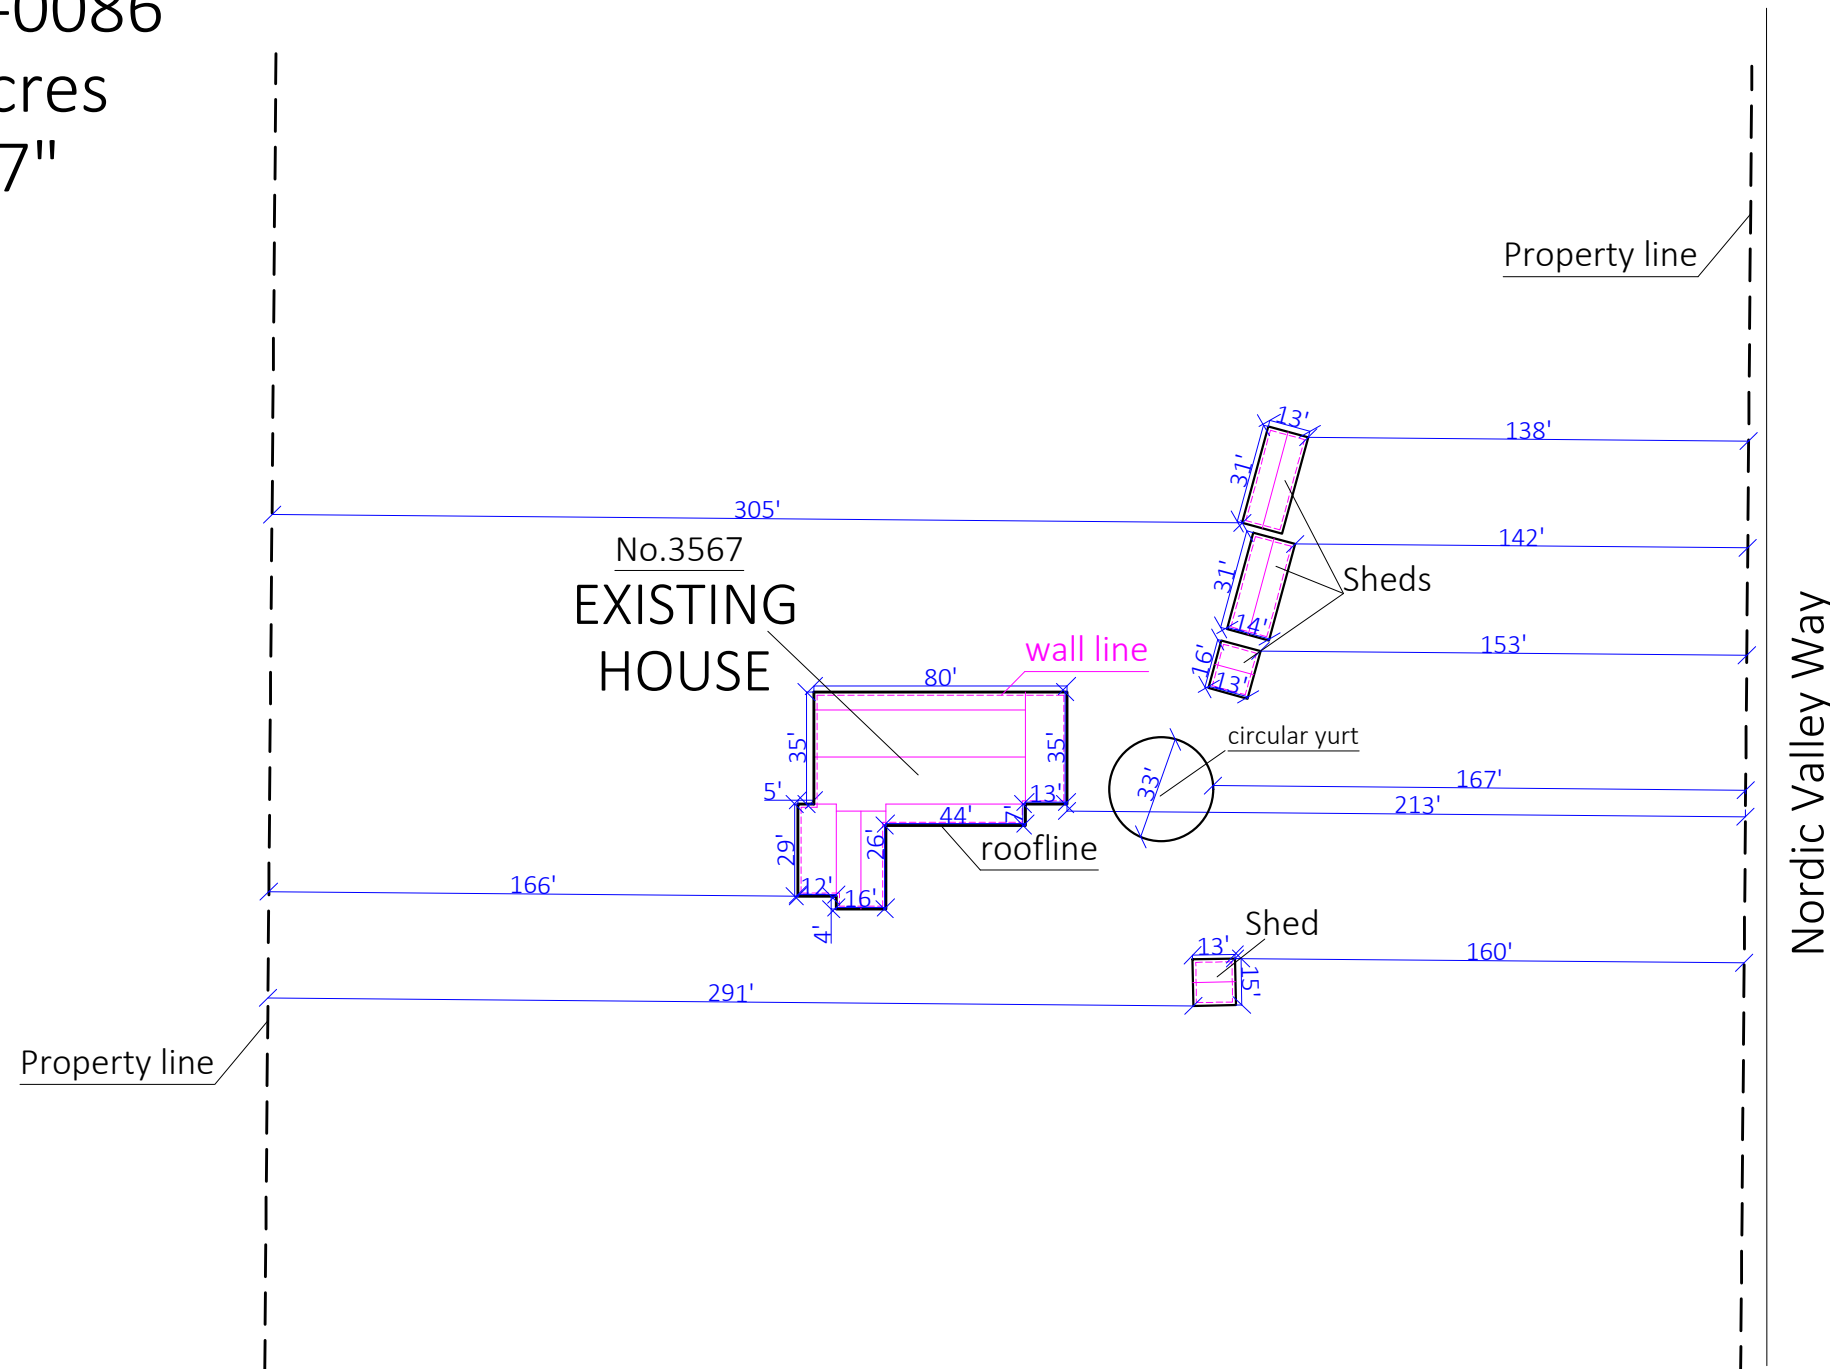 -0086
cres
7"
Property line
13'
138'
31'
305'
142'
No.3567
EXISTING
HOUSE
31'
Sheds
14'
wall line
153'
16'
13'
80'
35'
35'
circular yurt
33'
167'
5'
13'
213'
44'
7'
29'
26'
roofline
166'
12'
16'
4'
Shed
13'
160'
15'
291'
Property line
Nordic Valley Way